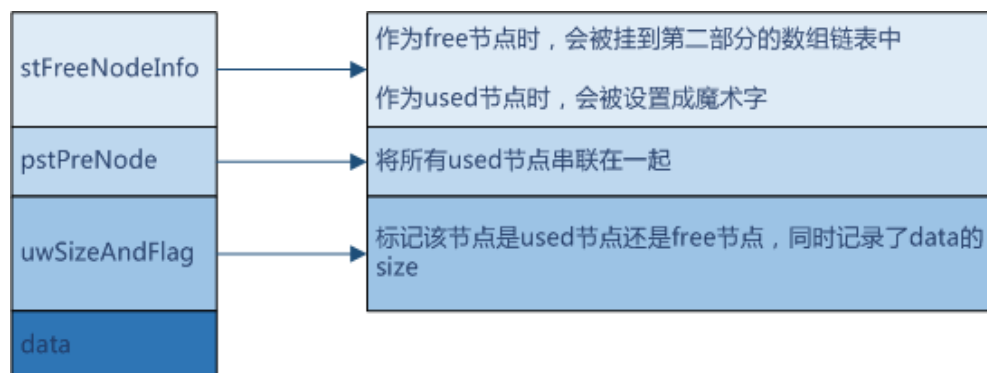 stFreeNodeInfo
作为free节点时，会被挂到第二部分的数组链表中
作为used节点时，会被设置成魔术字
pstPreNode
将所有used节点串联在一起
uwSizeAndFlag
标记该节点是used节点还是free节点，同时记录了data的
size
data